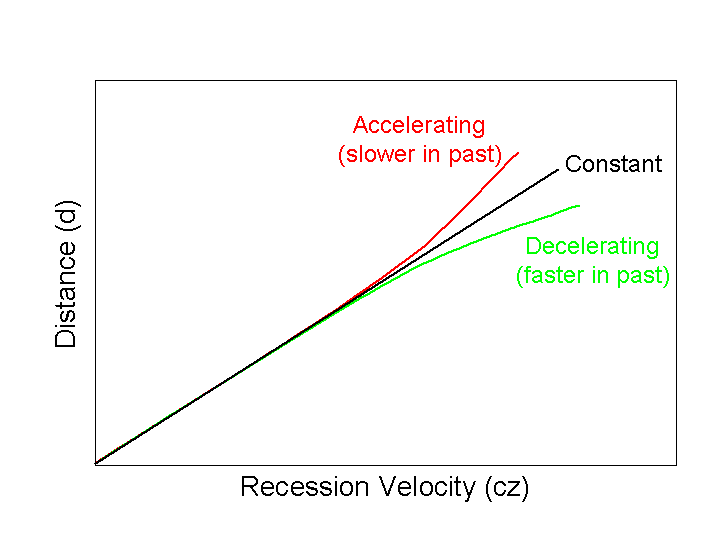 Accelerating
(slower in past)
Constant
Decelerating
(faster in past)
Distance (d)
Recession Velocity (cz)